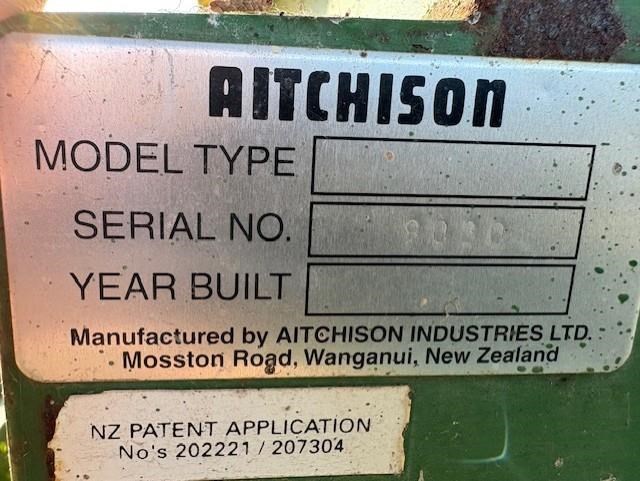 AITCHISON
MODEL TYPE
SERIAL NO.
YEAR BUILT
Manufactured by AITCHISON INDUSTRIES LTD.
Mosston Road, Wanganui, New Zealand
NZ PATENT APPLICATION
No's 202221 / 207304